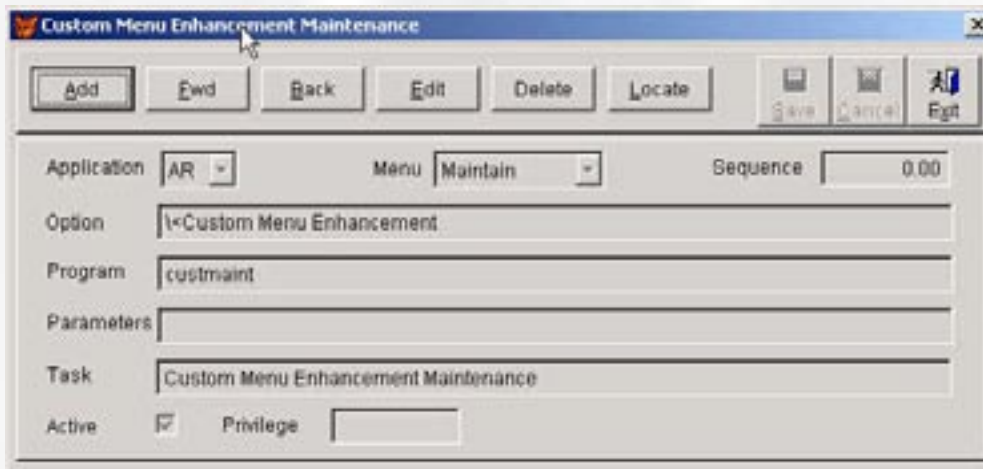 Custom Menu Enhancement Maintenance
Add Fwd Back Edit Delete Locate Save Cancel Exit
Application AR Menu Maintain Sequence 0.00
Option \<Custom Menu Enhancement
Program custmaint
Parameters
Task Custom Menu Enhancement Maintenance
Active Privilege